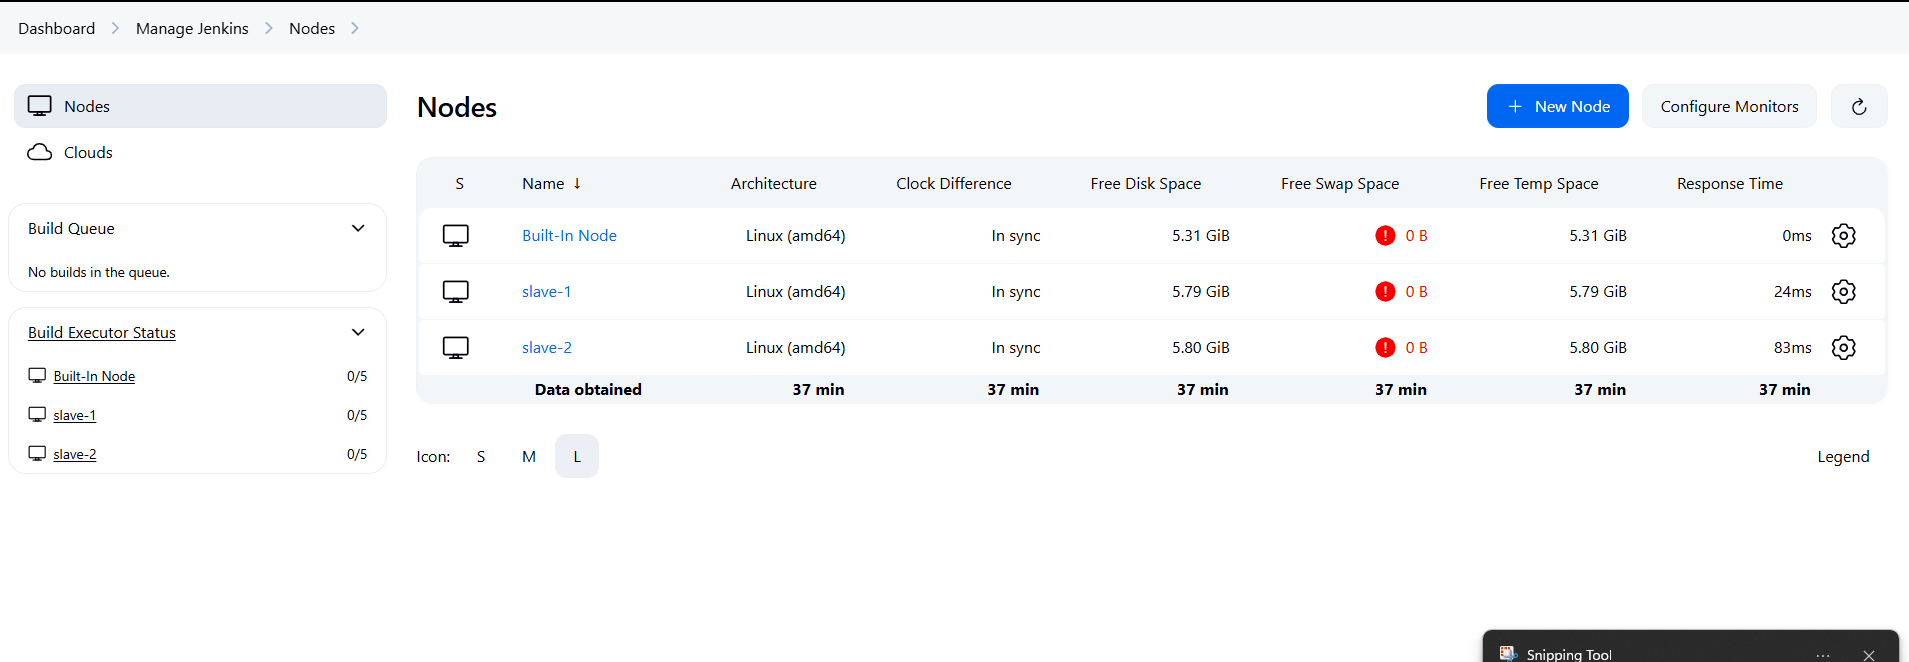 Dashboard Manage Jenkins Nodes
Nodes
Clouds
Build Queue
No builds in the queue.
Build Executor Status
Built-In Node 0/5
slave-1 0/5
slave-2 0/5
Nodes
+ New Node Configure Monitors
S Name ↓ Architecture Clock Difference Free Disk Space Free Swap Space Free Temp Space Response Time
Built-In Node Linux (amd64) In sync 5.31 GiB ! 0 B 5.31 GiB 0ms
slave-1 Linux (amd64) In sync 5.79 GiB ! 0 B 5.79 GiB 24ms
slave-2 Linux (amd64) In sync 5.80 GiB ! 0 B 5.80 GiB 83ms
Data obtained 37 min 37 min 37 min 37 min 37 min 37 min
Icon: S M L Legend
Snipping Tool ...